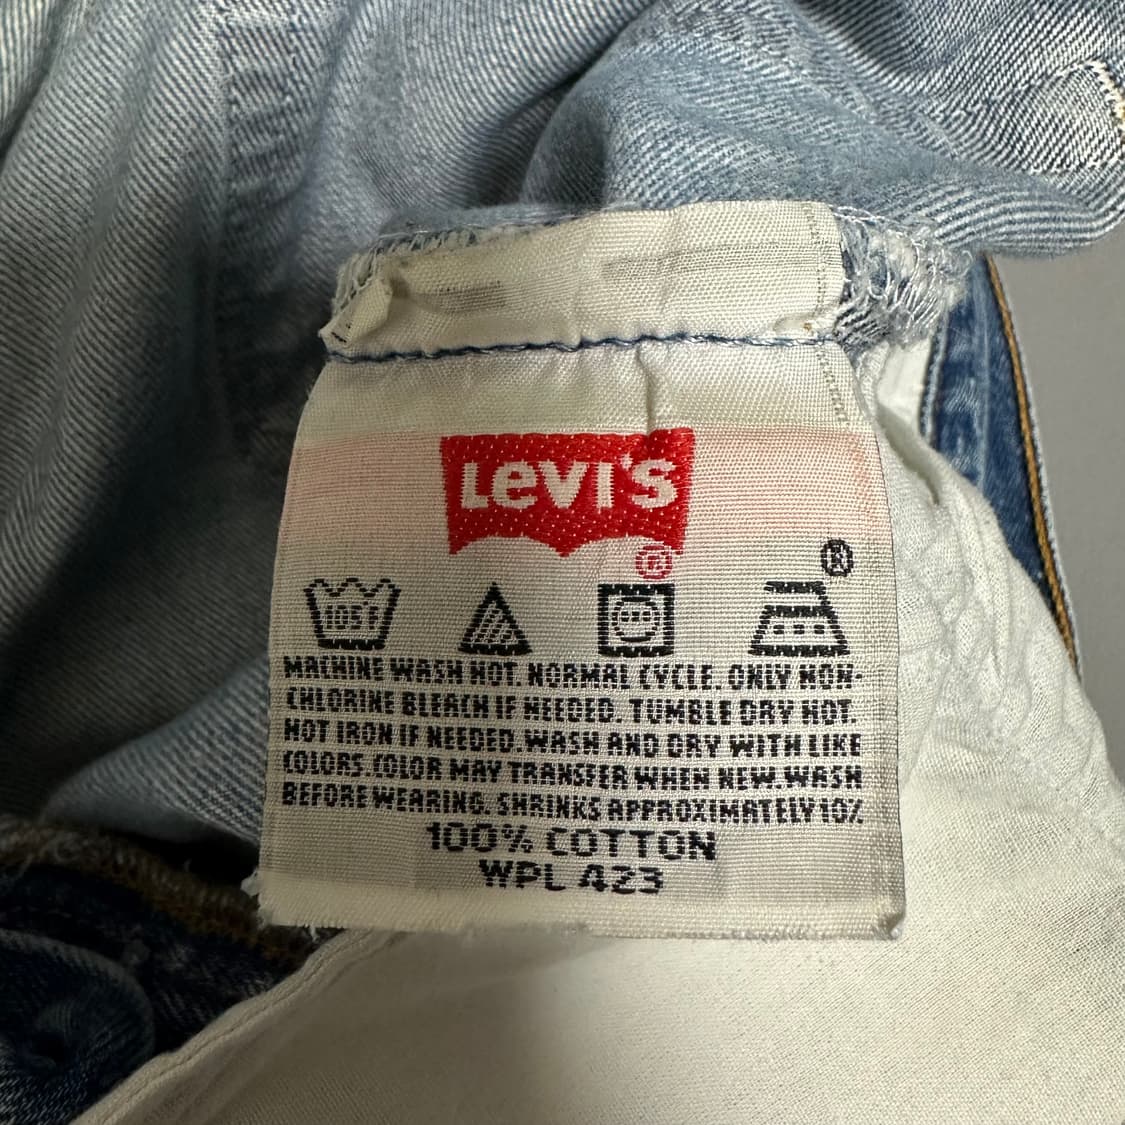 LEVI'S
®
®
105°F
MACHINE WASH HOT. NORMAL CYCLE. ONLY NON-
CHLORINE BLEACH IF NEEDED. TUMBLE DRY HOT.
HOT IRON IF NEEDED. WASH AND DRY WITH LIKE
COLORS. COLOR MAY TRANSFER WHEN NEW. WASH
BEFORE WEARING. SHRINKS APPROXIMATELY 10%
100% COTTON
WPL 423